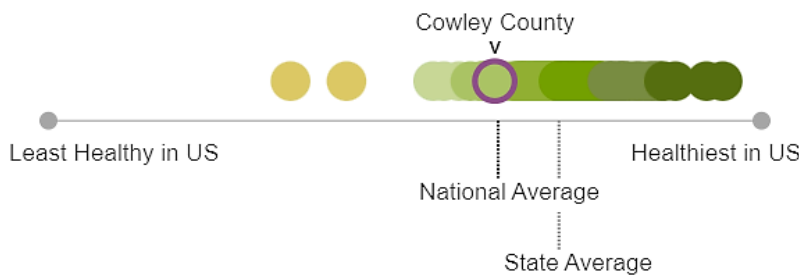 Cowley County
v
Least Healthy in US
Healthiest in US
National Average
State Average